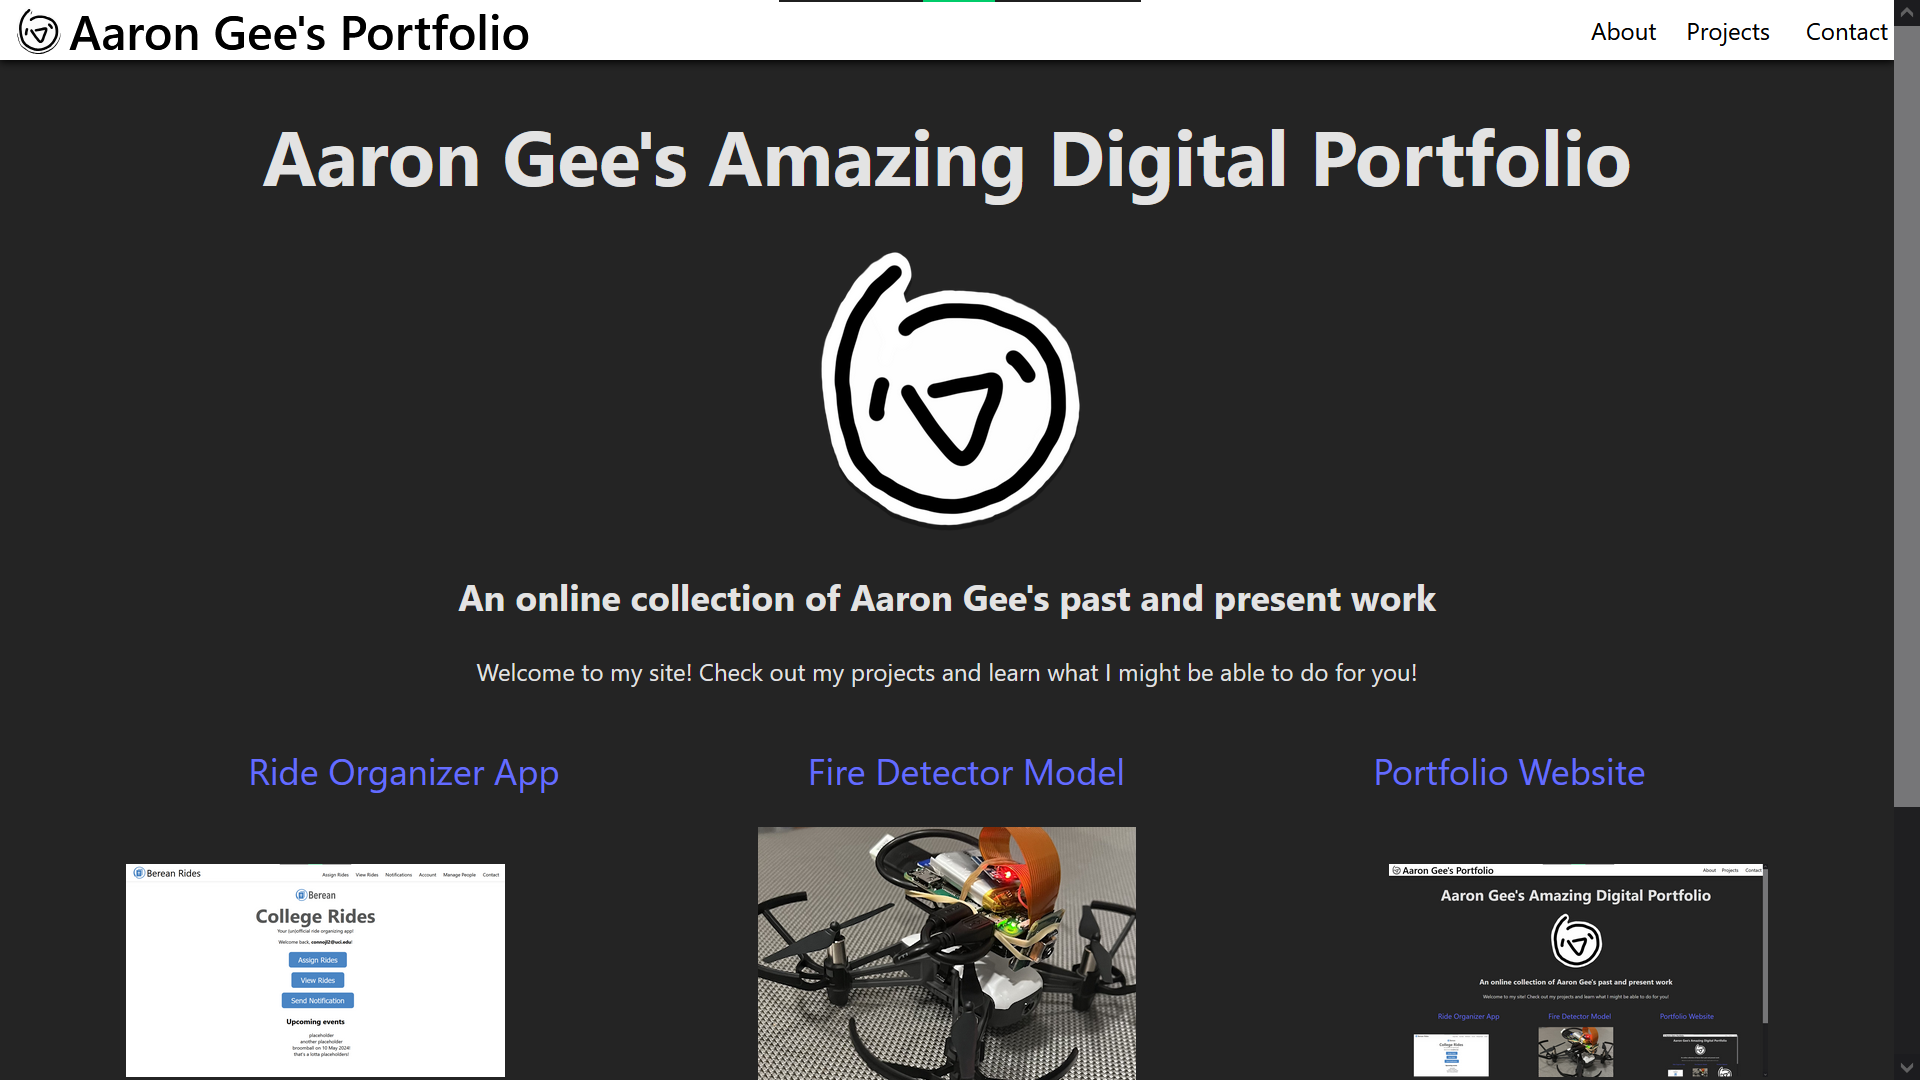 Aaron Gee's Portfolio
About Projects Contact
Aaron Gee's Amazing Digital Portfolio
An online collection of Aaron Gee's past and present work
Welcome to my site! Check out my projects and learn what I might be able to do for you!
Ride Organizer App
Fire Detector Model
Portfolio Website
Berean Rides
Assign Rides View Rides Notifications Account Manage People Contact
Berean
College Rides
Your (un)official ride organizing app!
Welcome back, connojl2@uci.edu!
Assign Rides
View Rides
Send Notification
Upcoming events
placeholder
another placeholder
broomball on 10 May 2024!
that's a lotta placeholders!
Aaron Gee's Portfolio
About Projects Contact
Aaron Gee's Amazing Digital Portfolio
An online collection of Aaron Gee's past and present work
Welcome to my site! Check out my projects and learn what I might be able to do for you!
Ride Organizer App
Fire Detector Model
Portfolio Website